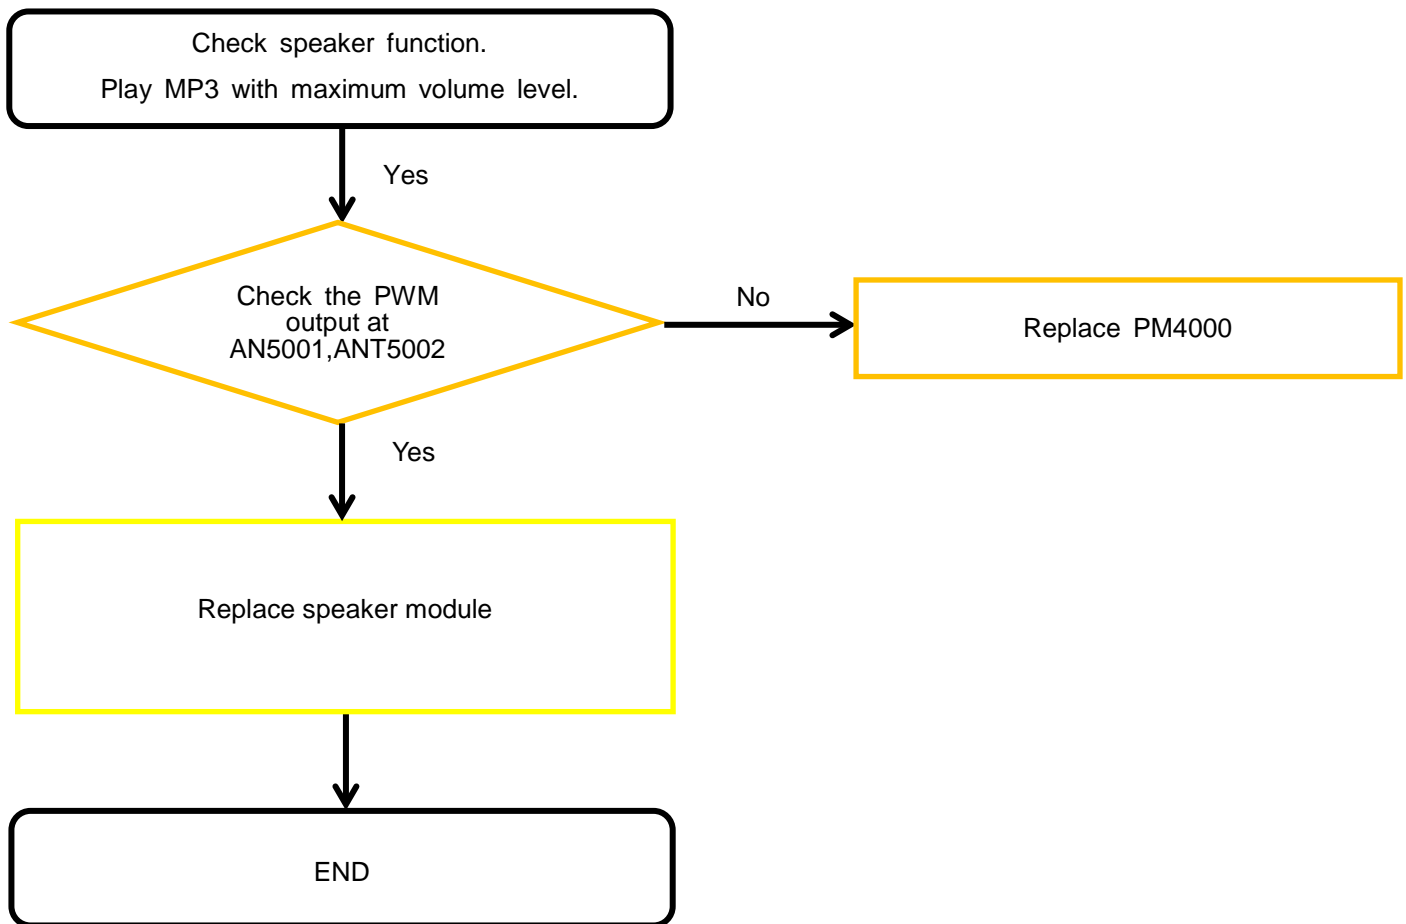 Check speaker function.
Play MP3 with maximum volume level.
Yes
Check the PWM
output at
AN5001,ANT5002
No
Replace PM4000
Yes
Replace speaker module
END